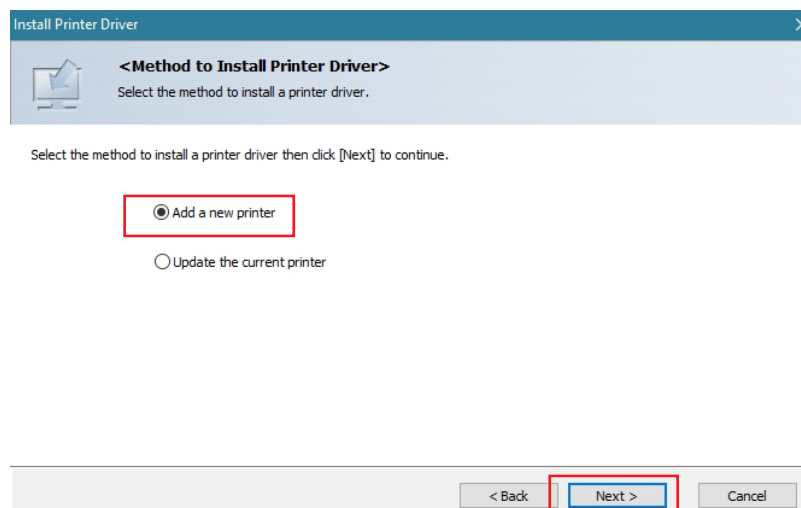 Install Printer Driver
<Method to Install Printer Driver>
Select the method to install a printer driver.
Select the method to install a printer driver then click [Next] to continue.
Add a new printer
Update the current printer
< Back Next > Cancel